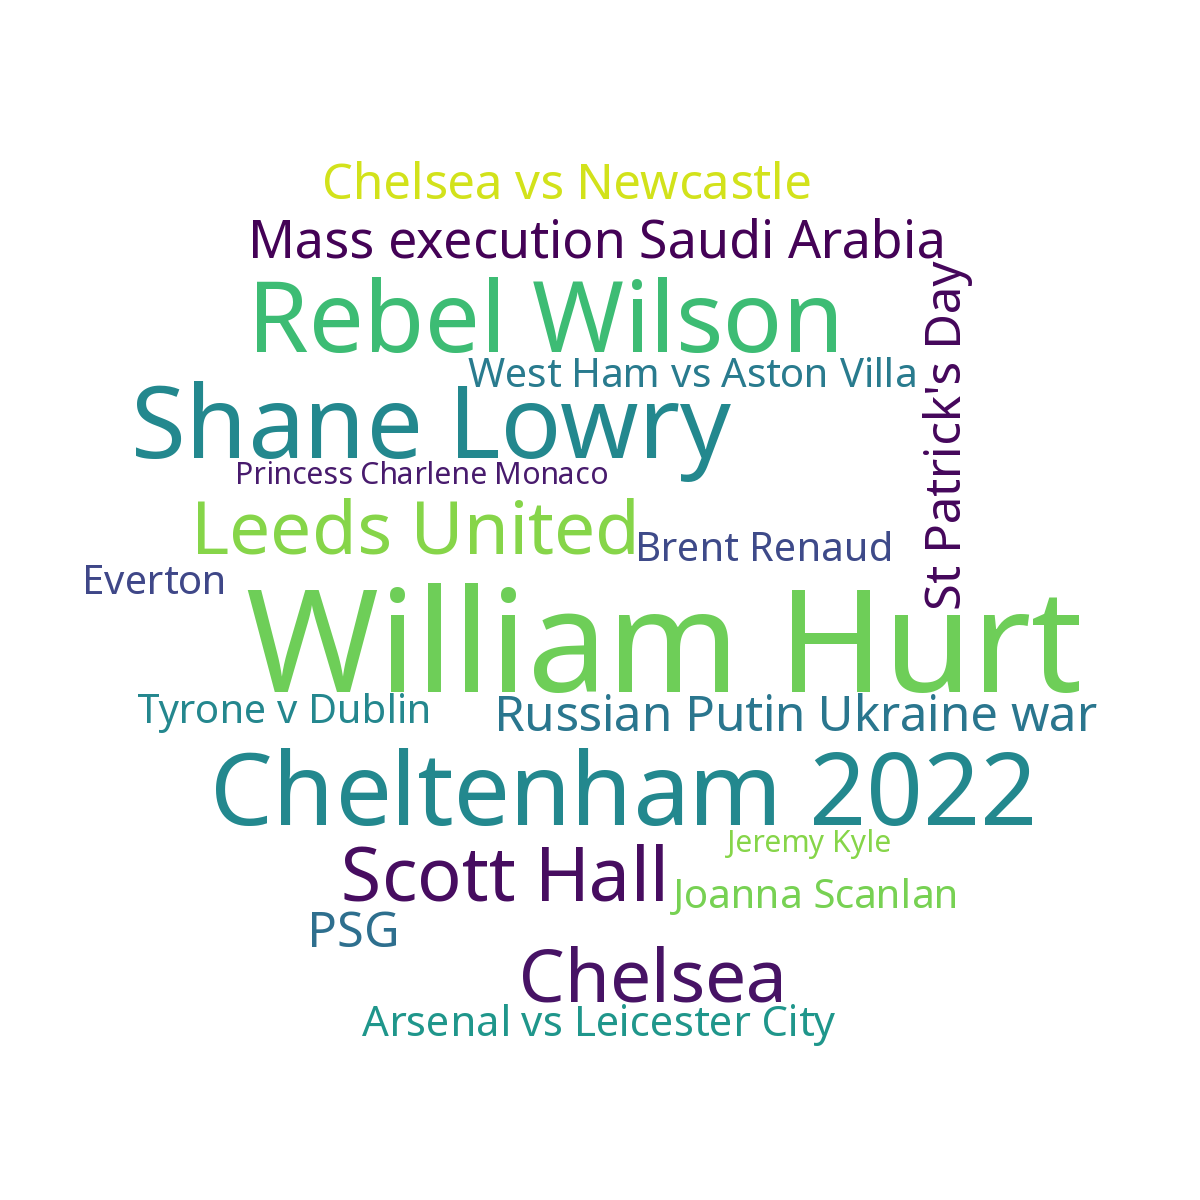 Chelsea vs Newcastle
Mass execution Saudi Arabia
Rebel Wilson
St Patrick's Day
West Ham vs Aston Villa
Shane Lowry
Princess Charlene Monaco
Leeds United
Brent Renaud
Everton
William Hurt
Tyrone v Dublin
Russian Putin Ukraine war
Cheltenham 2022
Jeremy Kyle
Scott Hall
Joanna Scanlan
PSG
Chelsea
Arsenal vs Leicester City